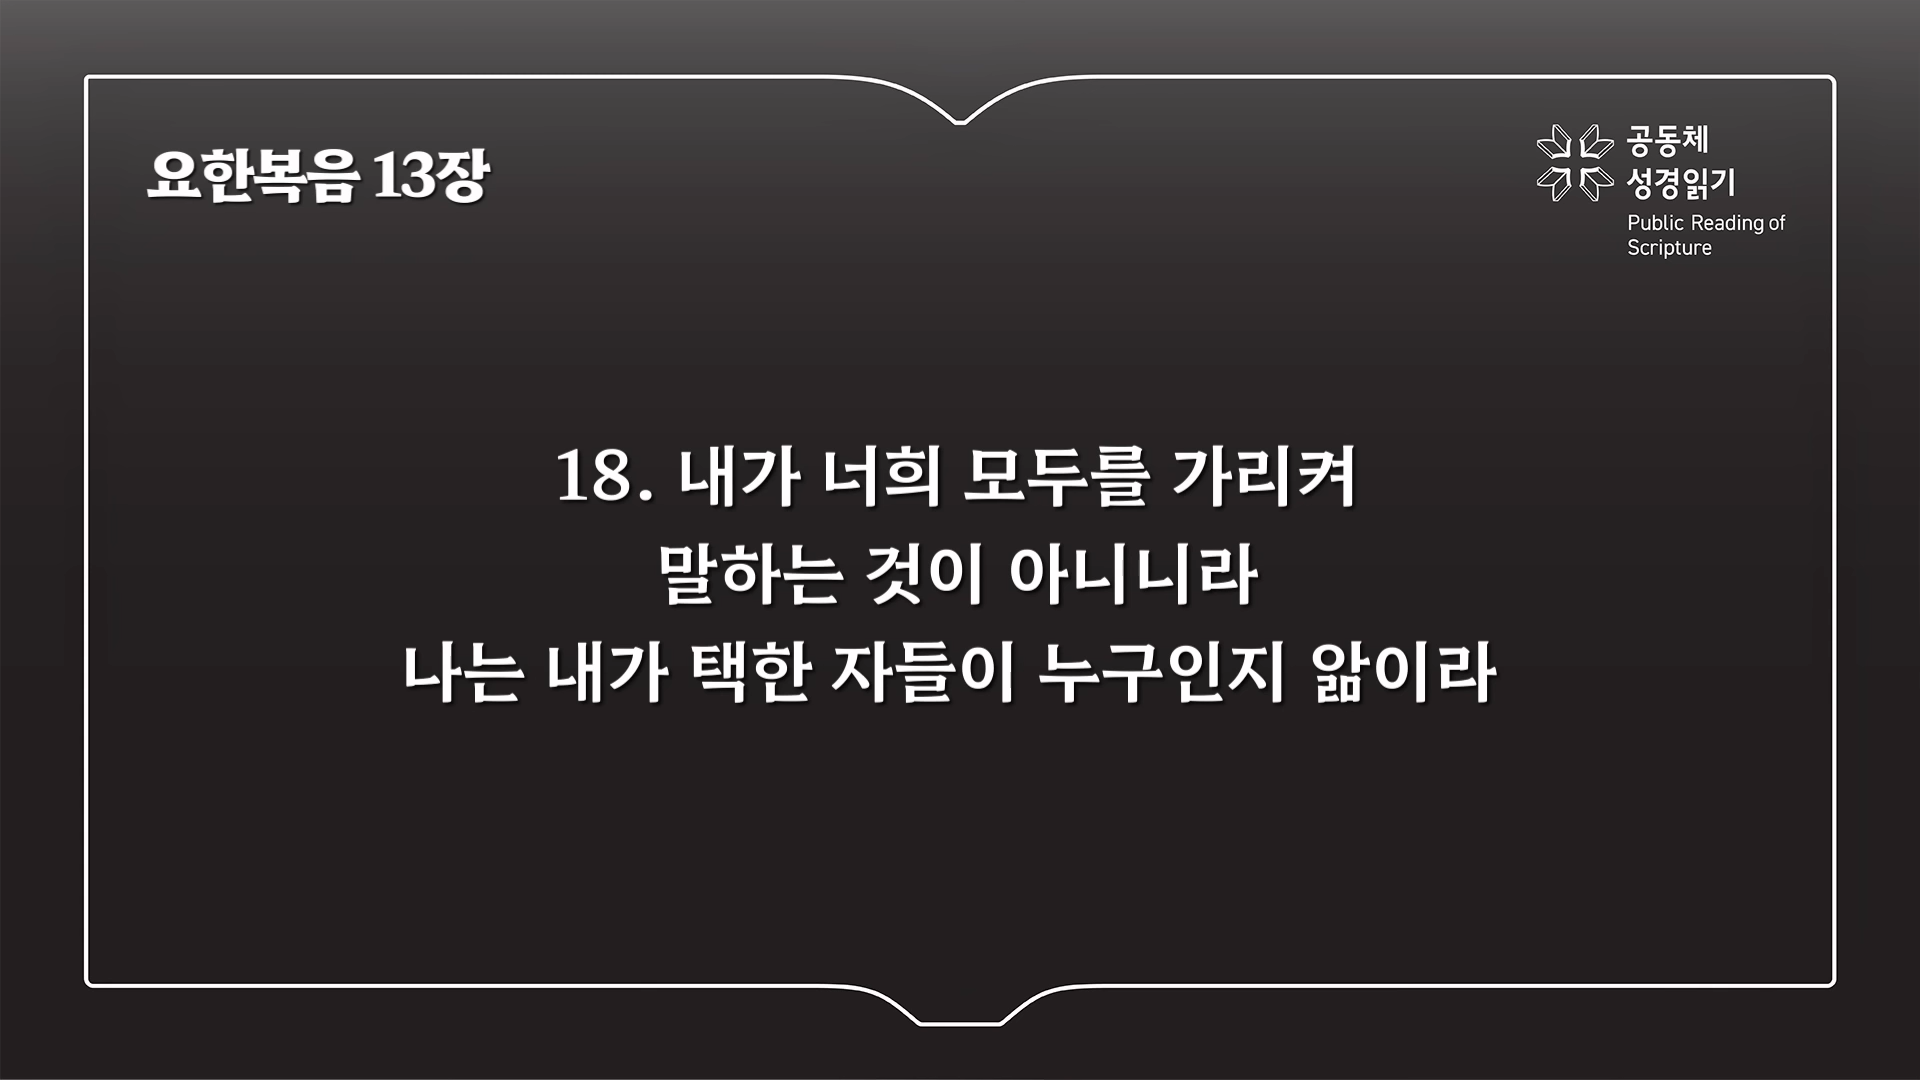 요한복음 13장
공동체
성경읽기
Public Reading of
Scripture
18. 내가 너희 모두를 가리켜
말하는 것이 아니니라
나는 내가 택한 자들이 누구인지 앎이라